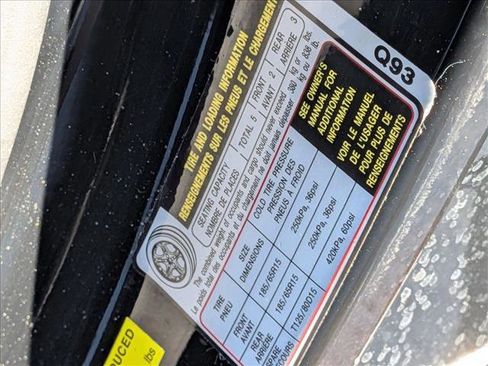 TIRE AND LOADING INFORMATION
RENSEIGNEMENTS SUR LES PNEUS ET LE CHARGEMENT
SEATING CAPACITY
NOMBRE DE PLACES
TOTAL 5
FRONT 2
AVANT
REAR 3
ARRIÈRE
The combined weight of occupants and cargo should never exceed 380 kg or 838 lbs.
Le poids total des occupants et du chargement ne doit jamais dépasser 380 kg ou 838 lb.
TIRE
PNEU
SIZE
DIMENSIONS
COLD TIRE PRESSURE
PRESSION DES
PNEUS À FROID
FRONT
AVANT
185/65R15
250kPa, 36psi
REAR
ARRIÈRE
185/65R15
250kPa, 36psi
SPARE
SECOURS
T125/80D15
420kPa, 60psi
SEE OWNER'S
MANUAL FOR
ADDITIONAL
INFORMATION
VOIR LE MANUEL
DE L'USAGER
POUR PLUS DE
RENSEIGNEMENTS
Q93
lbs